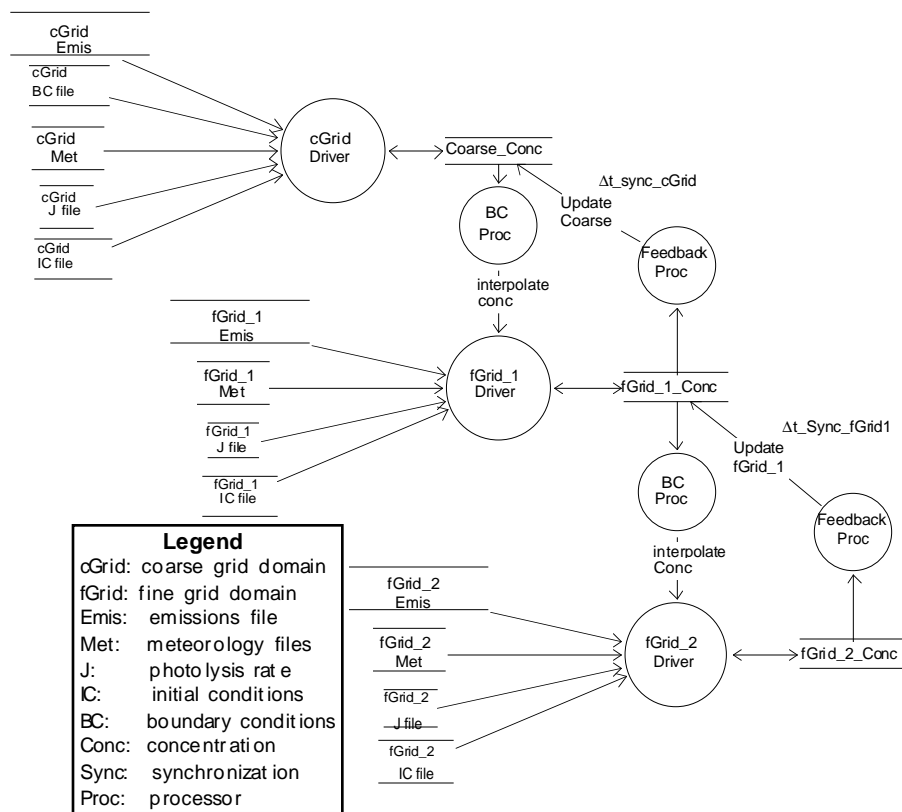 cGrid
Emis
cGrid
BC file
cGrid
Met
cGrid
J file
cGrid
IC file
cGrid
Driver
Coarse_Conc
BC
Proc
interpolate
conc
Δt_sync_cGrid
Update
Coarse
Feedback
Proc
fGrid_1
Emis
fGrid_1
Met
fGrid_1
J file
fGrid_1
IC file
fGrid_1
Driver
fGrid_1_Conc
BC
Proc
interpolate
Conc
Δt_Sync_fGrid1
Update
fGrid_1
Feedback
Proc
fGrid_2
Emis
fGrid_2
Met
fGrid_2
J file
fGrid_2
IC file
fGrid_2
Driver
fGrid_2_Conc
Legend
cGrid: coarse grid domain
fGrid: fine grid domain
Emis: emissions file
Met: meteorology files
J: photolysis rate
IC: initial conditions
BC: boundary conditions
Conc: concentration
Sync: synchronization
Proc: processor